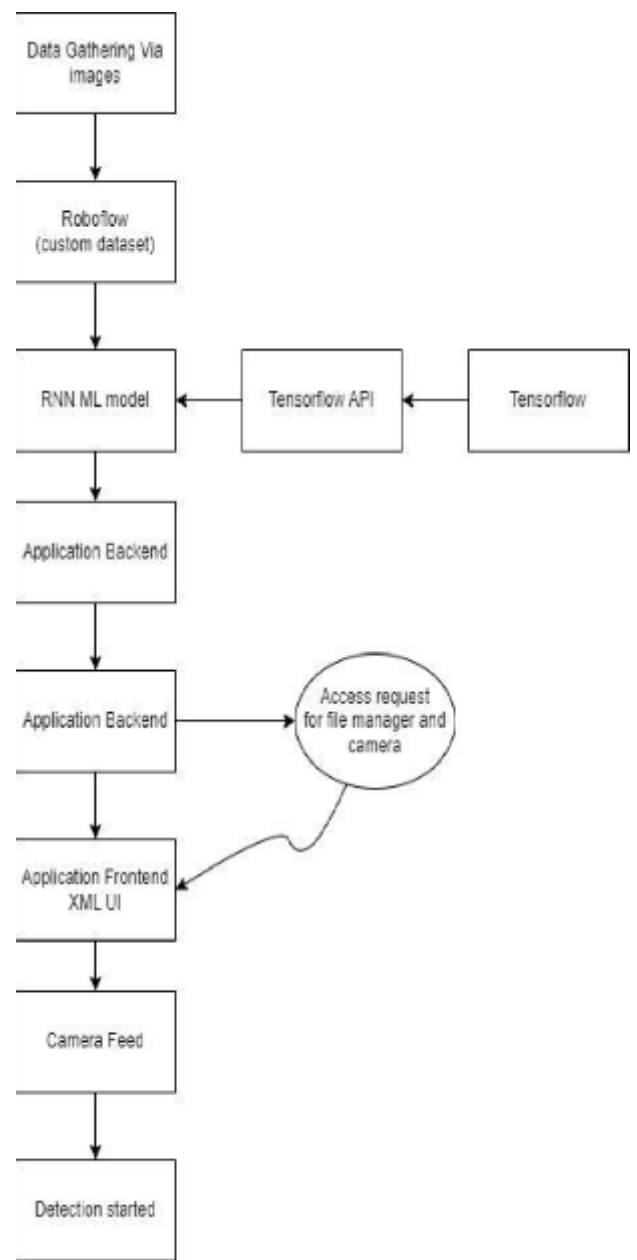 Data Gathering Via
images
Roboflow
(custom dataset)
RNN ML model
Tensorflow API
Tensorflow
Application Backend
Application Backend
Access request
for file manager and
camera
Application Frontend
XML UI
Camera Feed
Detection started